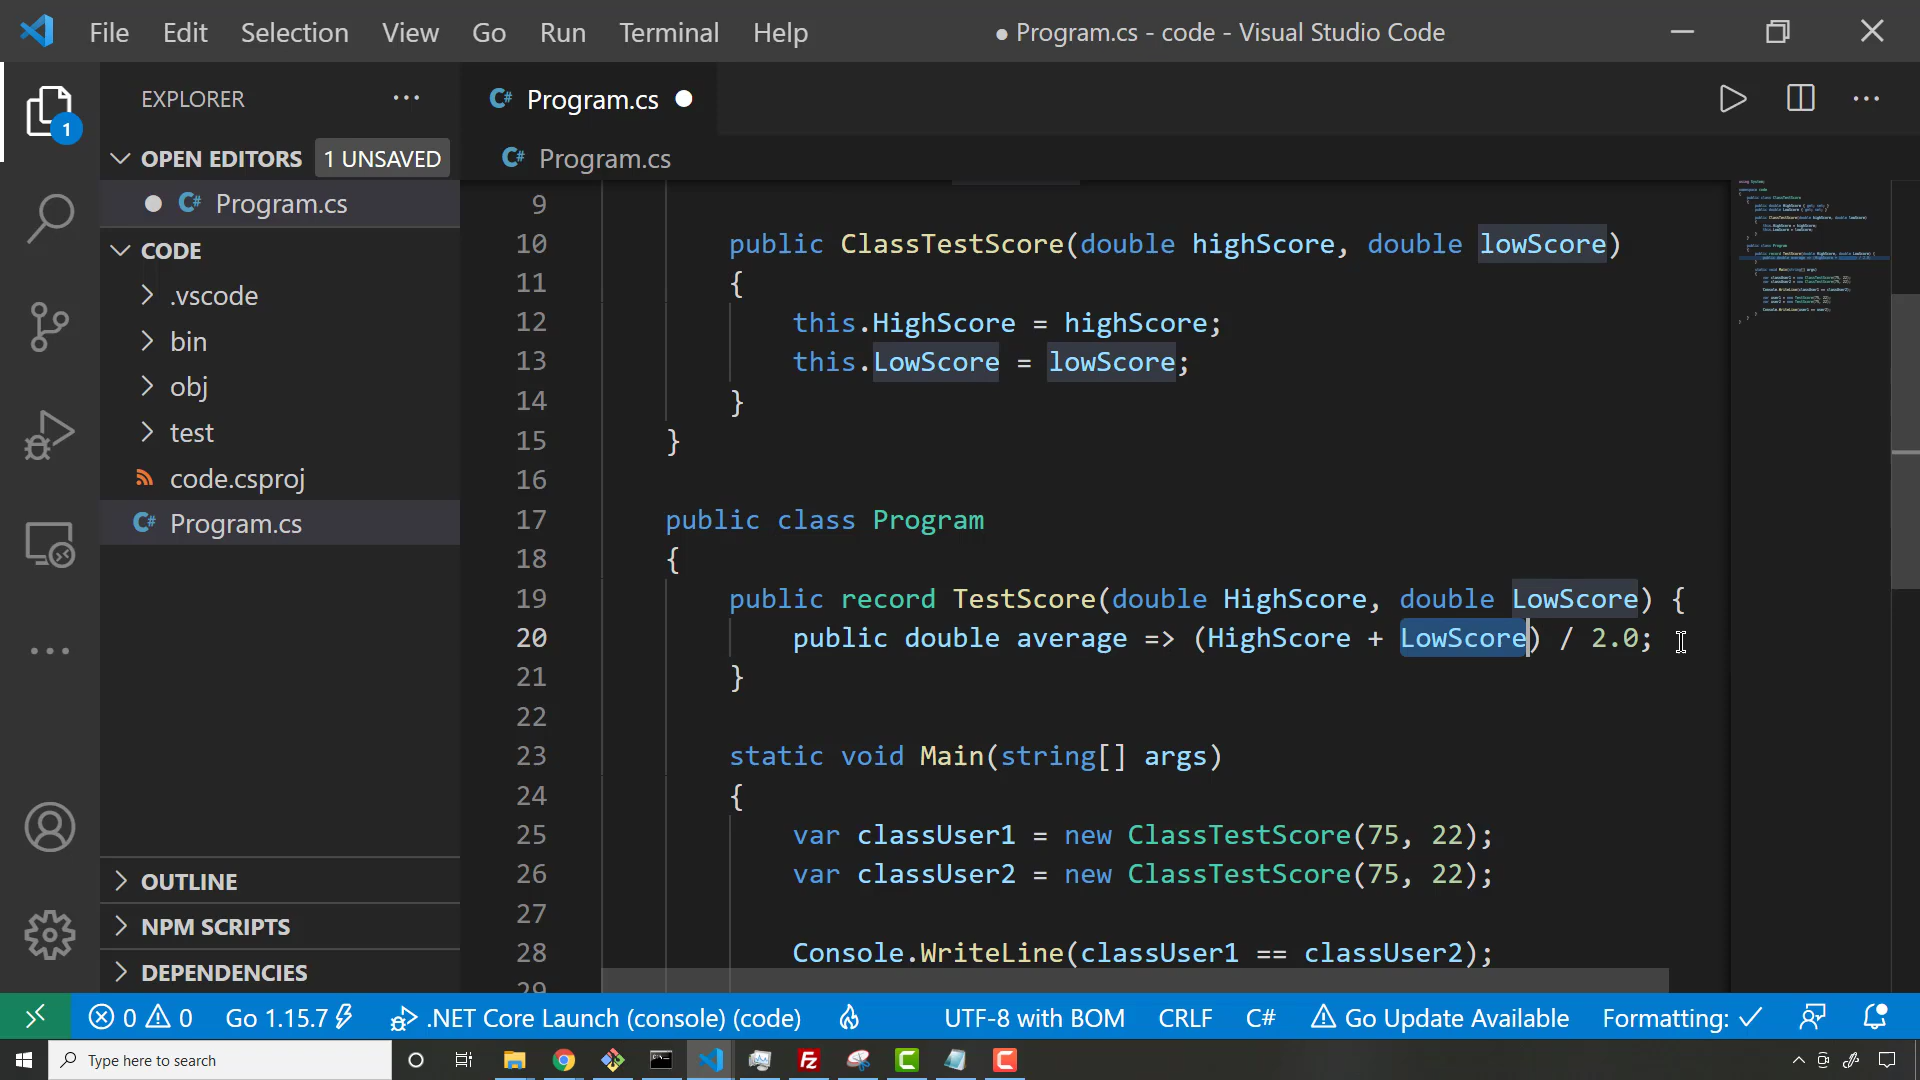 File Edit Selection View Go Run Terminal Help
● Program.cs - code - Visual Studio Code
EXPLORER
1
OPEN EDITORS 1 UNSAVED
Program.cs
CODE
.vscode
bin
obj
test
code.csproj
Program.cs
OUTLINE
NPM SCRIPTS
DEPENDENCIES
Program.cs
Program.cs
9
10 public ClassTestScore(double highScore, double lowScore)
11 {
12 this.HighScore = highScore;
13 this.LowScore = lowScore;
14 }
15 }
16
17 public class Program
18 {
19 public record TestScore(double HighScore, double LowScore) {
20 public double average => (HighScore + LowScore) / 2.0;
21 }
22
23 static void Main(string[] args)
24 {
25 var classUser1 = new ClassTestScore(75, 22);
26 var classUser2 = new ClassTestScore(75, 22);
27
28 Console.WriteLine(classUser1 == classUser2);
29
0 0 Go 1.15.7 .NET Core Launch (console) (code) UTF-8 with BOM CRLF C# Go Update Available Formatting: ✓
Type here to search